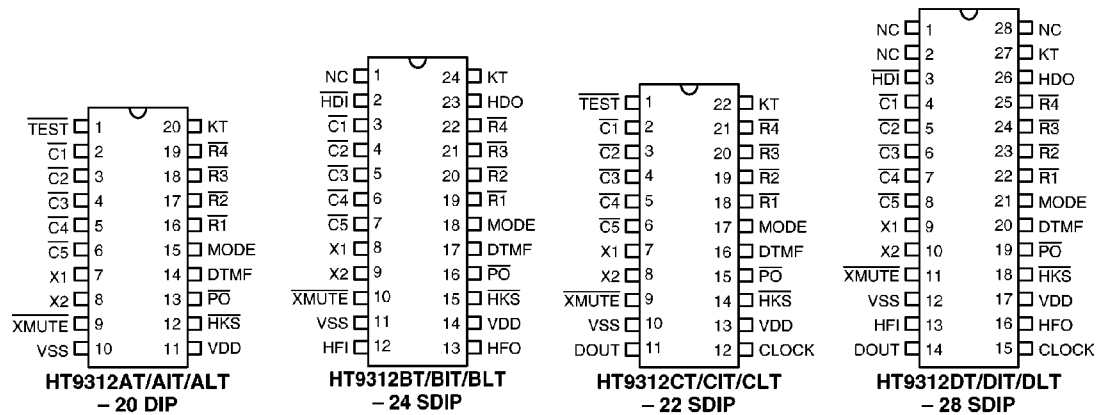 TEST 1 20 KT
C1 2 19 R4
C2 3 18 R3
C3 4 17 R2
C4 5 16 R1
C5 6 15 MODE
X1 7 14 DTMF
X2 8 13 PO
XMUTE 9 12 HKS
VSS 10 11 VDD
HT9312AT/AIT/ALT
– 20 DIP
NC 1 24 KT
HDI 2 23 HDO
C1 3 22 R4
C2 4 21 R3
C3 5 20 R2
C4 6 19 R1
C5 7 18 MODE
X1 8 17 DTMF
X2 9 16 PO
XMUTE 10 15 HKS
VSS 11 14 VDD
HFI 12 13 HFO
HT9312BT/BIT/BLT
– 24 SDIP
TEST 1 22 KT
C1 2 21 R4
C2 3 20 R3
C3 4 19 R2
C4 5 18 R1
C5 6 17 MODE
X1 7 16 DTMF
X2 8 15 PO
XMUTE 9 14 HKS
VSS 10 13 VDD
DOUT 11 12 CLOCK
HT9312CT/CIT/CLT
– 22 SDIP
NC 1 28 NC
NC 2 27 KT
HDI 3 26 HDO
C1 4 25 R4
C2 5 24 R3
C3 6 23 R2
C4 7 22 R1
C5 8 21 MODE
X1 9 20 DTMF
X2 10 19 PO
XMUTE 11 18 HKS
VSS 12 17 VDD
HFI 13 16 HFO
DOUT 14 15 CLOCK
HT9312DT/DIT/DLT
– 28 SDIP